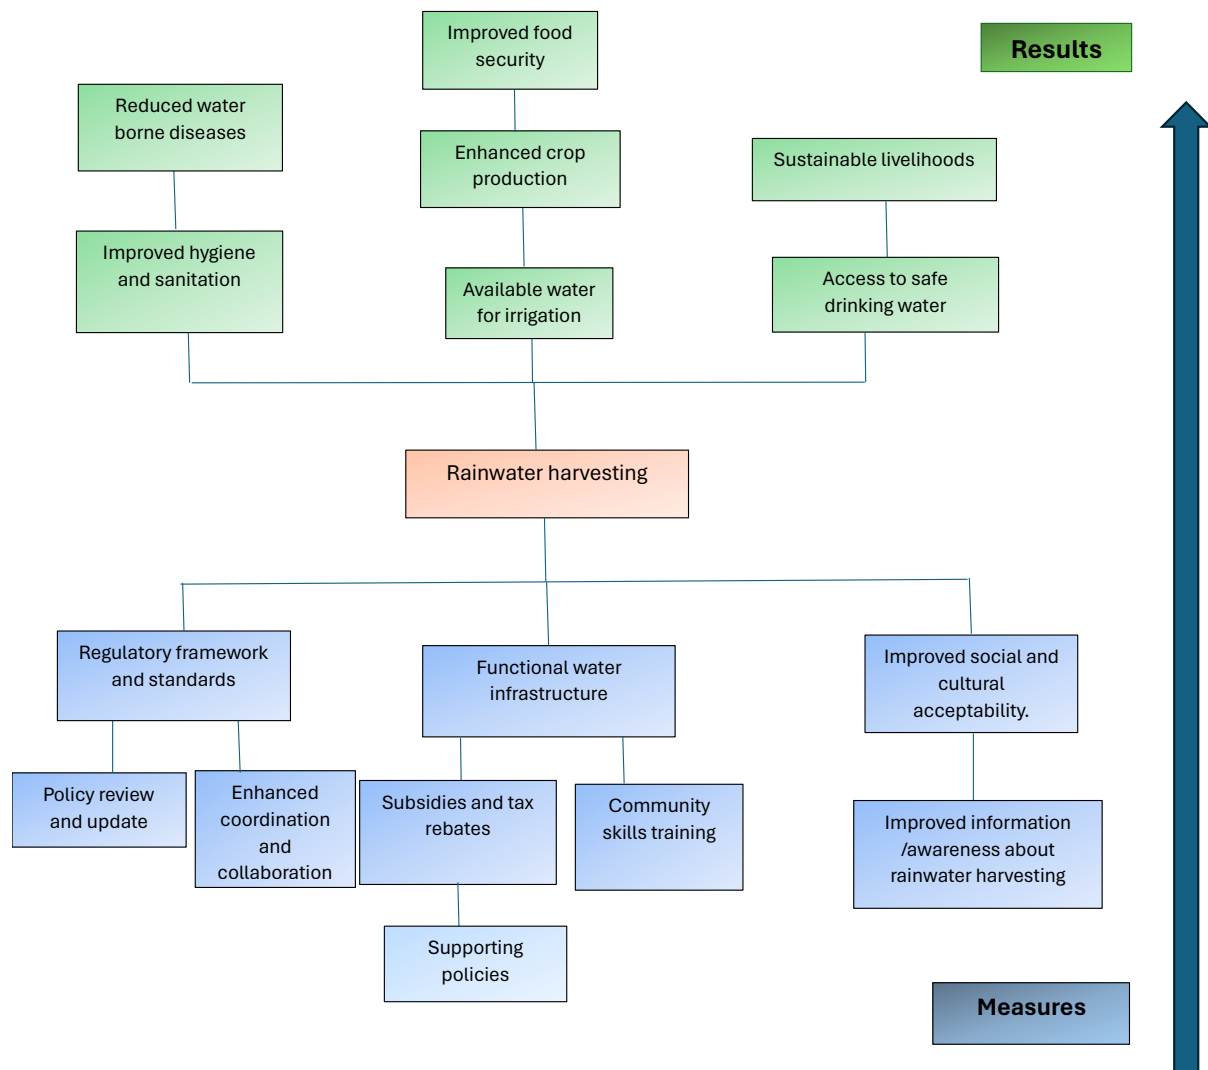 Improved food
security
Results
Reduced water
borne diseases
Enhanced crop
production
Sustainable livelihoods
Improved hygiene
and sanitation
Available water
for irrigation
Access to safe
drinking water
Rainwater harvesting
Regulatory framework
and standards
Functional water
infrastructure
Improved social and
cultural
acceptability.
Policy review
and update
Enhanced
coordination
and
collaboration
Subsidies and tax
rebates
Community
skills training
Improved information
/awareness about
rainwater harvesting
Supporting
policies
Measures